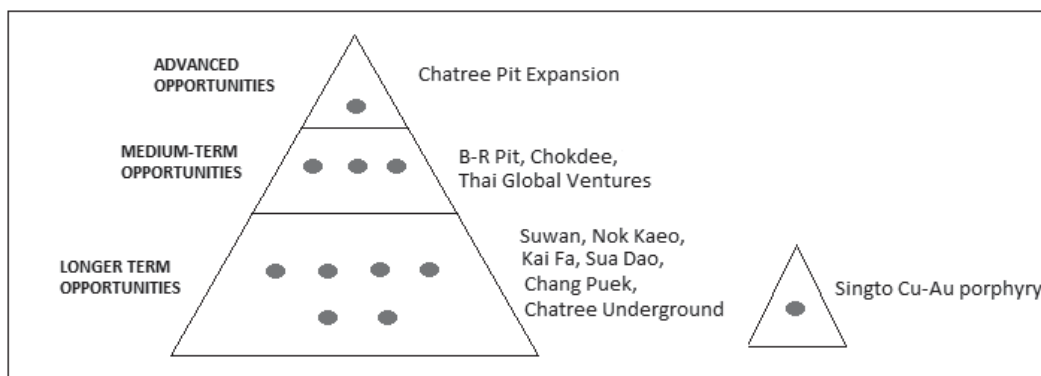 ADVANCED
OPPORTUNITIES
Chatree Pit Expansion
MEDIUM-TERM
OPPORTUNITIES
B-R Pit, Chokdee,
Thai Global Ventures
LONGER TERM
OPPORTUNITIES
Suwan, Nok Kaeo,
Kai Fa, Sua Dao,
Chang Puek,
Chatree Underground
Singto Cu-Au porphyry